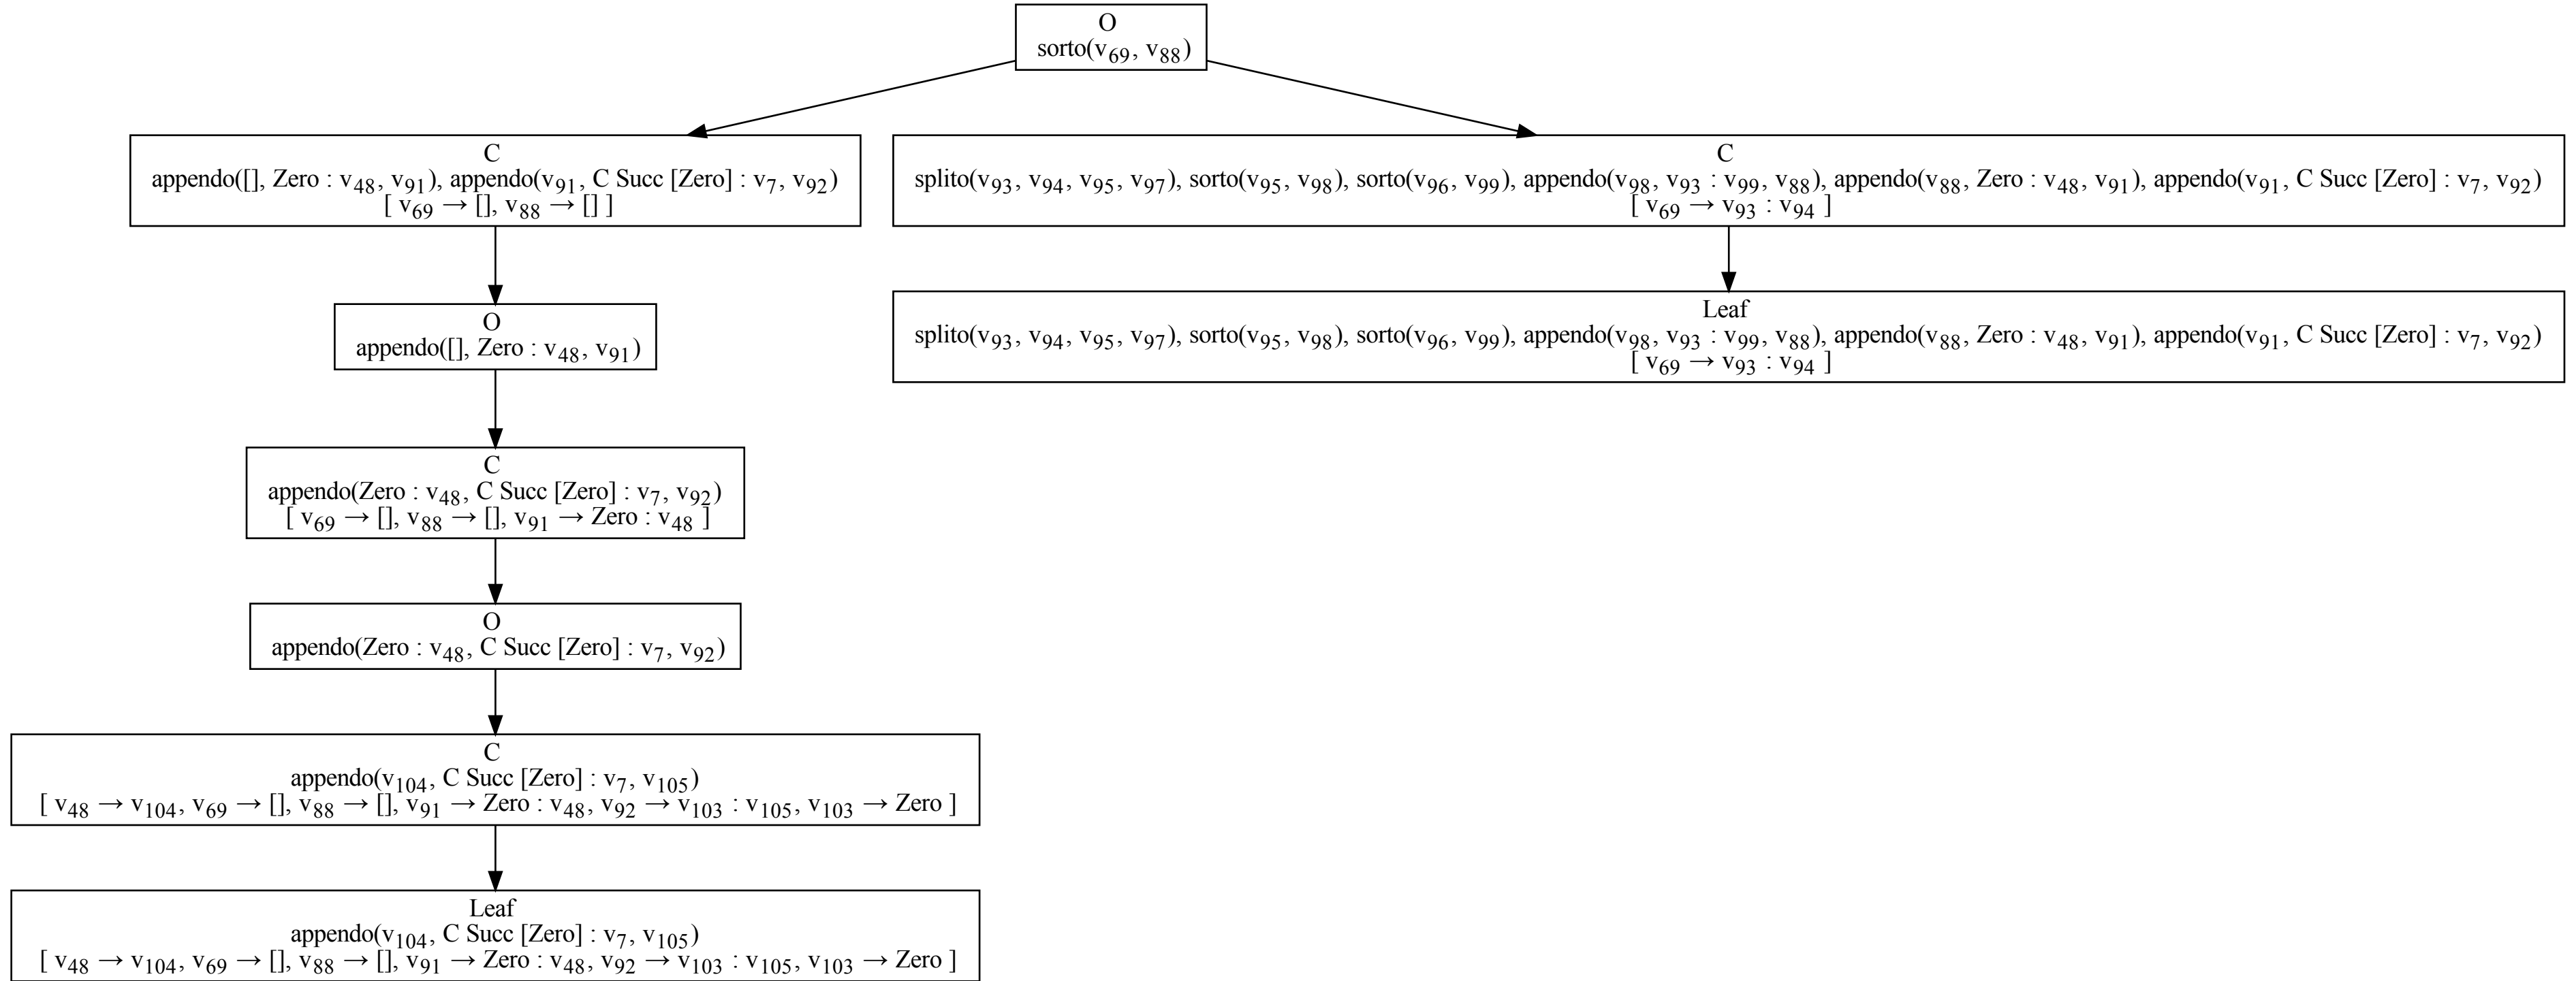 O
sorto(v₆₉, v₈₈)
C
appendo([], Zero : v₄₈, v₉₁), appendo(v₉₁, C Succ [Zero] : v₇, v₉₂)
[ v₆₉ → [], v₈₈ → [] ]
C
splito(v₉₃, v₉₄, v₉₅, v₉₇), sorto(v₉₅, v₉₈), sorto(v₉₆, v₉₉), appendo(v₉₈, v₉₃ : v₉₉, v₈₈), appendo(v₈₈, Zero : v₄₈, v₉₁), appendo(v₉₁, C Succ [Zero] : v₇, v₉₂)
[ v₆₉ → v₉₃ : v₉₄ ]
O
appendo([], Zero : v₄₈, v₉₁)
Leaf
splito(v₉₃, v₉₄, v₉₅, v₉₇), sorto(v₉₅, v₉₈), sorto(v₉₆, v₉₉), appendo(v₉₈, v₉₃ : v₉₉, v₈₈), appendo(v₈₈, Zero : v₄₈, v₉₁), appendo(v₉₁, C Succ [Zero] : v₇, v₉₂)
[ v₆₉ → v₉₃ : v₉₄ ]
C
appendo(Zero : v₄₈, C Succ [Zero] : v₇, v₉₂)
[ v₆₉ → [], v₈₈ → [], v₉₁ → Zero : v₄₈ ]
O
appendo(Zero : v₄₈, C Succ [Zero] : v₇, v₉₂)
C
appendo(v₁₀₄, C Succ [Zero] : v₇, v₁₀₅)
[ v₄₈ → v₁₀₄, v₆₉ → [], v₈₈ → [], v₉₁ → Zero : v₄₈, v₉₂ → v₁₀₃ : v₁₀₅, v₁₀₃ → Zero ]
Leaf
appendo(v₁₀₄, C Succ [Zero] : v₇, v₁₀₅)
[ v₄₈ → v₁₀₄, v₆₉ → [], v₈₈ → [], v₉₁ → Zero : v₄₈, v₉₂ → v₁₀₃ : v₁₀₅, v₁₀₃ → Zero ]